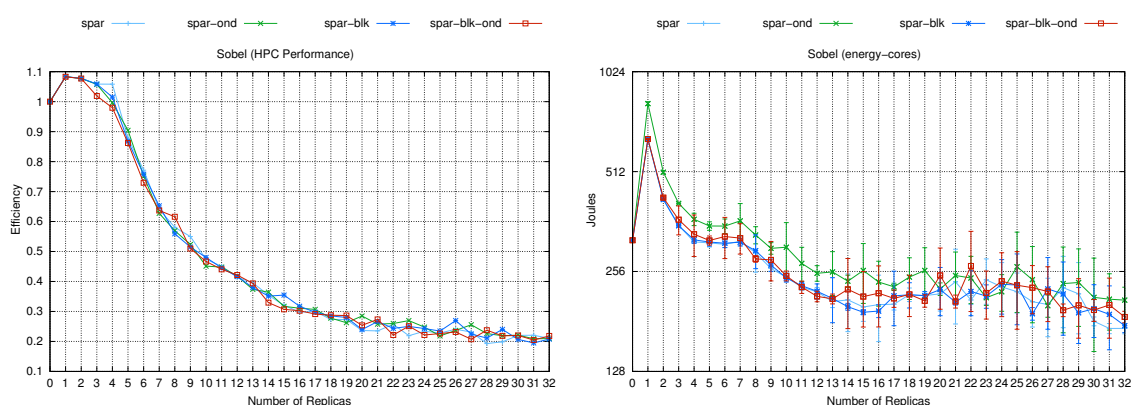 spar spar-ond spar-blk spar-blk-ond
Sobel (HPC Performance)
Efficiency
1.1
1
0.9
0.8
0.7
0.6
0.5
0.4
0.3
0.2
0.1
0 1 2 3 4 5 6 7 8 9 10 11 12 13 14 15 16 17 18 19 20 21 22 23 24 25 26 27 28 29 30 31 32
Number of Replicas
spar spar-ond spar-blk spar-blk-ond
Sobel (energy-cores)
Joules
1024
512
256
128
0 1 2 3 4 5 6 7 8 9 10 11 12 13 14 15 16 17 18 19 20 21 22 23 24 25 26 27 28 29 30 31 32
Number of Replicas